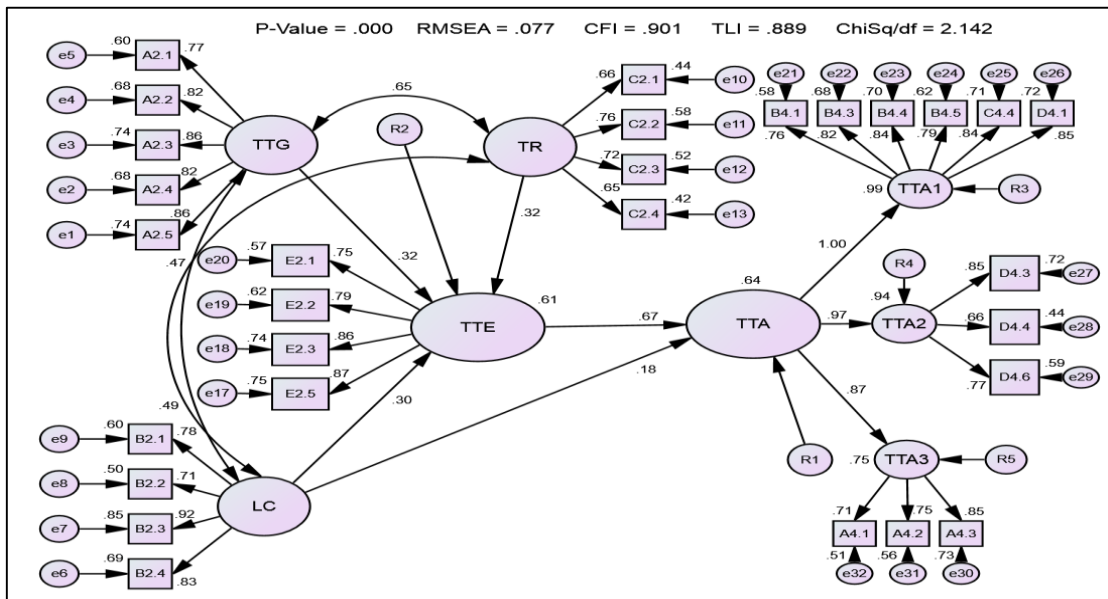 P-Value = .000 RMSEA = .077 CFI = .901 TLI = .889 ChiSq/df = 2.142
e5 .60 A2.1 .77
e4 .68 A2.2 .82
e3 .74 A2.3 .86
e2 .68 A2.4 .82
e1 .74 A2.5 .86
TTG
.65
R2
TR
.66 C2.1 .44 e10
.76 C2.2 .58 e11
.72 C2.3 .52 e12
.65 C2.4 .42 e13
e21 e22 e23 e24 e25 e26
.58 .68 .70 .62 .71 .72
B4.1 B4.3 B4.4 B4.5 C4.4 D4.1
.76 .82 .84 .79 .84 .85
.99 TTA1 R3
.47
.32
.32
1.00
e20 .57 E2.1 .75
e19 .62 E2.2 .79
e18 .74 E2.3 .86
e17 .75 E2.5 .87
TTE .61
.67
.64
TTA
.97
R4
.94
TTA2
.85 D4.3 .72 e27
.66 D4.4 .44 e28
.77 D4.6 .59 e29
.49
.30
.18
.87
e9 .60 B2.1 .78
e8 .50 B2.2 .71
e7 .85 B2.3 .92
e6 .69 B2.4 .83
LC
R1
.75 TTA3 R5
.71 .75 .85
A4.1 A4.2 A4.3
.51 .56 .73
e32 e31 e30